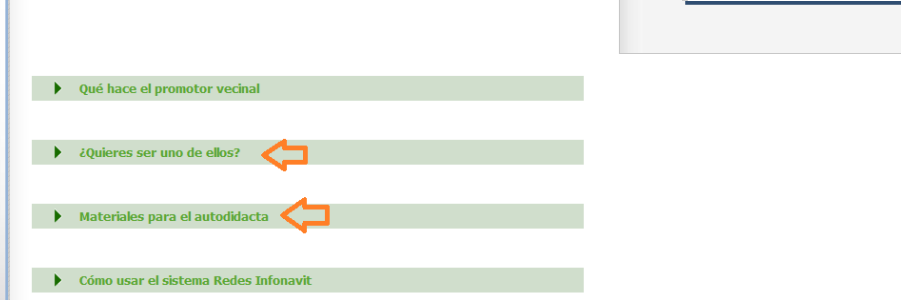 Qué hace el promotor vecinal
¿Quieres ser uno de ellos?
Materiales para el autodidacta
Cómo usar el sistema Redes Infonavit